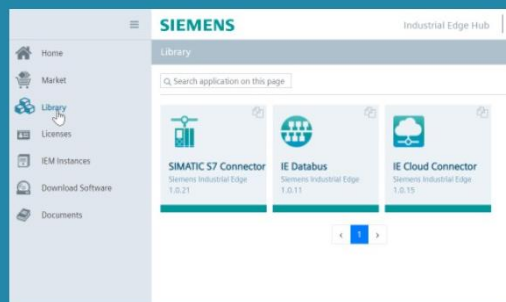 SIEMENS
Industrial Edge Hub
Home
Market
Library
Licenses
IEM Instances
Download Software
Documents
Library
Search application on this page
SIMATIC S7 Connector
Siemens Industrial Edge
1.0.21
IE Databus
Siemens Industrial Edge
1.0.11
IE Cloud Connector
Siemens Industrial Edge
1.0.15
‹ 1 ›